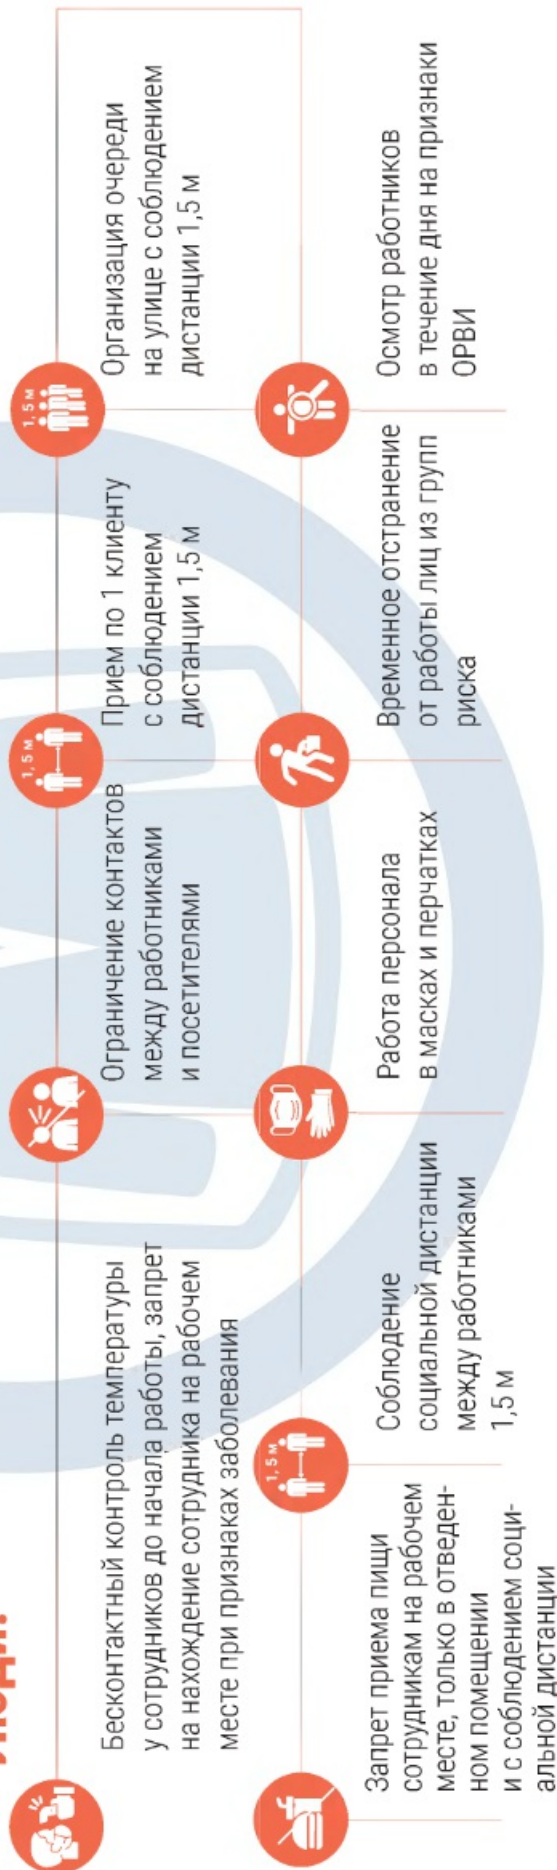 Бесконтактный контроль температуры
у сотрудников до начала работы, запрет
на нахождение сотрудника на рабочем
месте при признаках заболевания
Ограничение контактов
между работниками
и посетителями
1,5 м
Прием по 1 клиенту
с соблюдением
дистанции 1,5 м
1,5 м
Организация очереди
на улице с соблюдением
дистанции 1,5 м
Запрет приема пищи
сотрудникам на рабочем
месте, только в отведен-
ном помещении
и с соблюдением соци-
альной дистанции
1,5 м
Соблюдение
социальной дистанции
между работниками
1,5 м
Работа персонала
в масках и перчатках
Временное отстранение
от работы лиц из групп
риска
Осмотр работников
в течение дня на признаки
ОРВИ